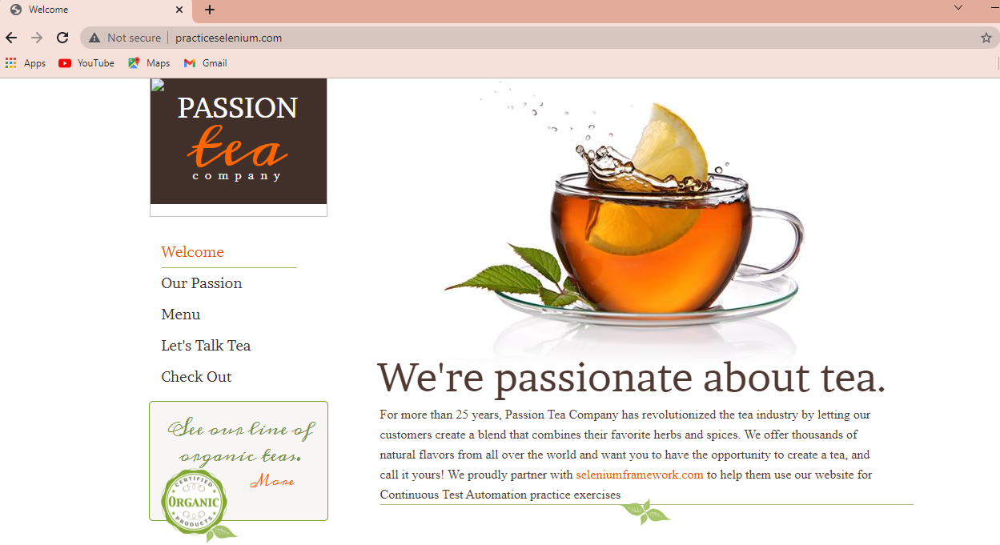 Welcome
Not secure
practiceselenium.com
Apps
YouTube
Maps
Gmail
PASSION
tea
company
Welcome
Our Passion
Menu
Let's Talk Tea
Check Out
See our line of
organic teas.
More
CERTIFIED
ORGANIC
PRODUCTS
We're passionate about tea.
For more than 25 years, Passion Tea Company has revolutionized the tea industry by letting our
customers create a blend that combines their favorite herbs and spices. We offer thousands of
natural flavors from all over the world and want you to have the opportunity to create a tea, and
call it yours! We proudly partner with seleniumframework.com to help them use our website for
Continuous Test Automation practice exercises